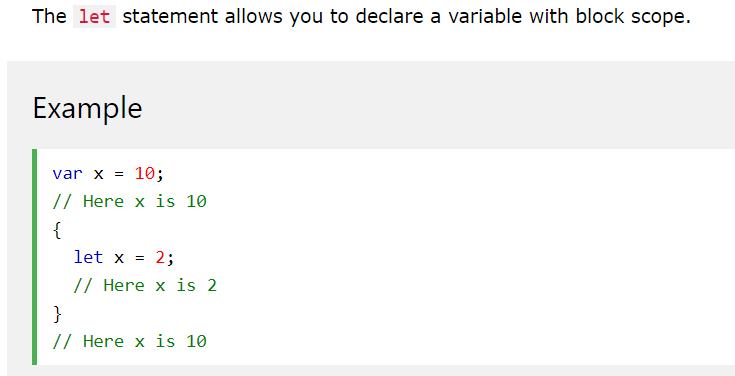 The let statement allows you to declare a variable with block scope.
Example
var x = 10;
// Here x is 10
{
  let x = 2;
  // Here x is 2
}
// Here x is 10